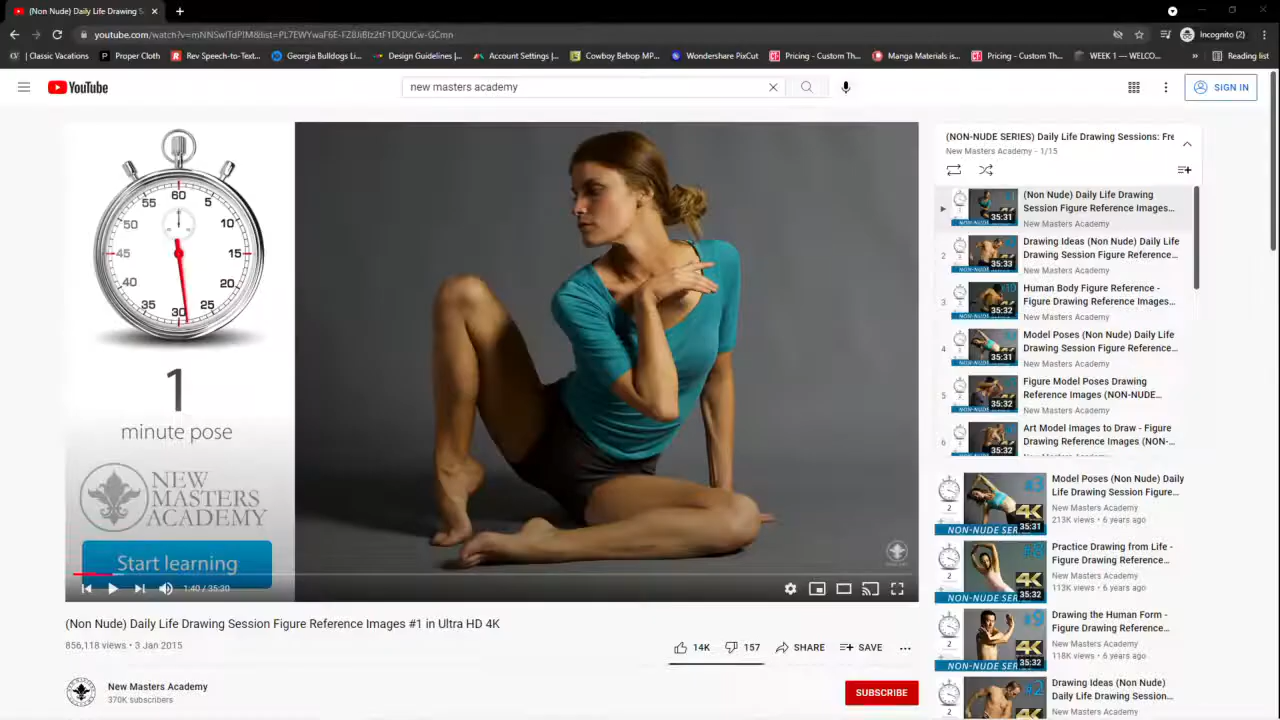 (Non Nude) Daily Life Drawing S
youtube.com/watch?v=mNNSwITdPIM&list=PL7EWYwaF6E-FZ8JiBlz2tF1DQUCw-GCmn
Incognito (2)
Classic Vacations
Proper Cloth
Rev Speech-to-Text...
Georgia Bulldogs Li...
Design Guidelines -...
Account Settings |...
Cowboy Bebop MP...
Wondershare PixCut
Pricing - Custom Th...
Manga Materials is...
Pricing - Custom Th...
WEEK 1 — WELCO...
»
Reading list
YouTube
new masters academy
SIGN IN
60
55 5
50 10
45 15
40 20
35 25
30
1
minute pose
NEW
MASTERS
ACADEMY
Start learning
1:40 / 35:30
(Non Nude) Daily Life Drawing Session Figure Reference Images #1 in Ultra HD 4K
856,118 views • 3 Jan 2015
14K 157 SHARE SAVE
New Masters Academy
370K subscribers
SUBSCRIBE
(NON-NUDE SERIES) Daily Life Drawing Sessions: Fre
New Masters Academy - 1/15
35:31
(Non Nude) Daily Life Drawing
Session Figure Reference Images...
New Masters Academy
2
35:33
Drawing Ideas (Non Nude) Daily
Life Drawing Session Figure Reference...
New Masters Academy
3
35:32
Human Body Figure Reference -
Figure Drawing Reference Images...
New Masters Academy
4
35:31
Model Poses (Non Nude) Daily Life
Drawing Session Figure Reference...
New Masters Academy
5
35:32
Figure Model Poses Drawing
Reference Images (NON-NUDE...
New Masters Academy
6
35:32
Art Model Images to Draw - Figure
Drawing Reference Images (NON-...
2
#3
4K
NON-NUDE SERIES
35:31
Model Poses (Non Nude) Daily
Life Drawing Session Figure...
New Masters Academy
213K views • 6 years ago
2
4K
NON-NUDE SER
35:32
Practice Drawing from Life -
Figure Drawing Reference...
New Masters Academy
113K views • 6 years ago
2
#9
4K
NON-NUDE SERIES
35:32
Drawing the Human Form -
Figure Drawing Reference...
New Masters Academy
118K views • 6 years ago
2
#2
4K
Drawing Ideas (Non Nude)
Daily Life Drawing Session...
New Masters Academy